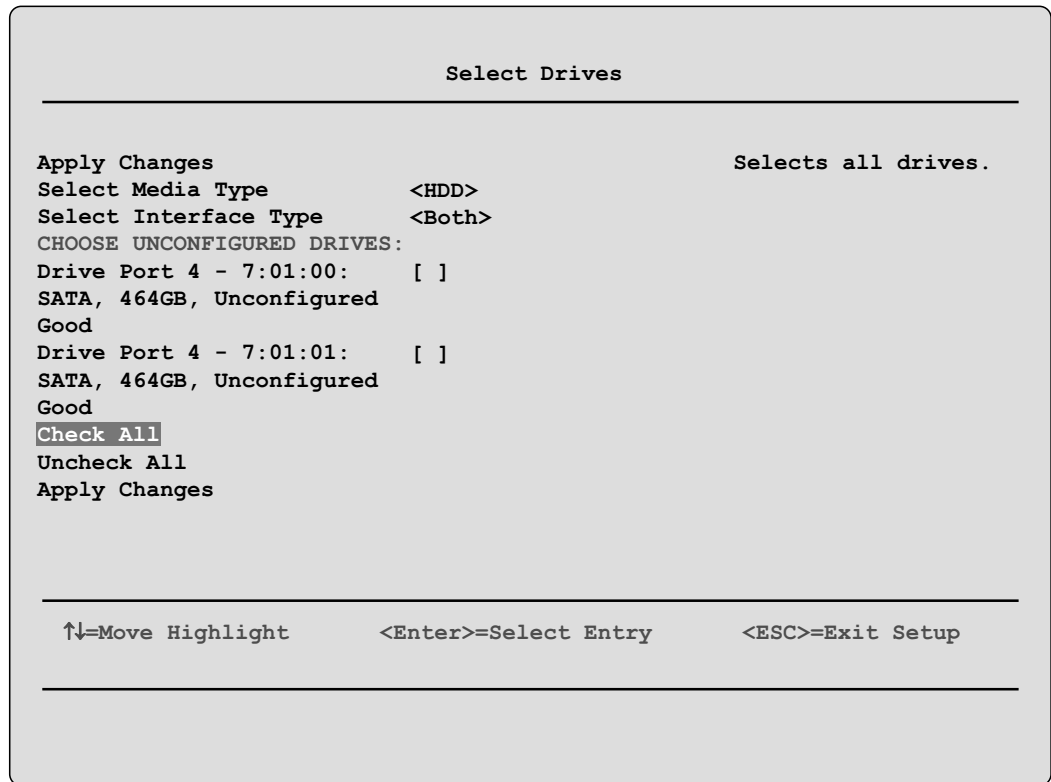 Select Drives
Apply Changes Selects all drives.
Select Media Type <HDD>
Select Interface Type <Both>
CHOOSE UNCONFIGURED DRIVES:
Drive Port 4 - 7:01:00: [ ]
SATA, 464GB, Unconfigured
Good
Drive Port 4 - 7:01:01: [ ]
SATA, 464GB, Unconfigured
Good
Check All
Uncheck All
Apply Changes
↑↓=Move Highlight <Enter>=Select Entry <ESC>=Exit Setup